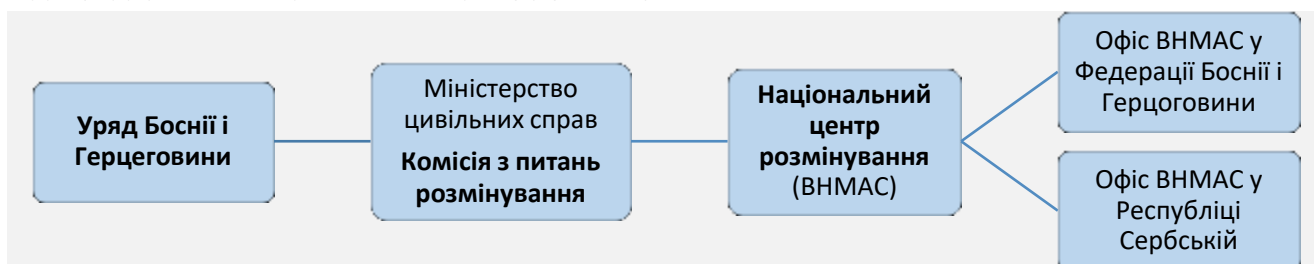 Уряд Боснії і
Герцеговини
Міністерство
цивільних справ
Комісія з питань
розмінування
Національний
центр
розмінування
(BHMAC)
Офіс BHMAC у
Федерації Боснії і
Герцоговини
Офіс BHMAC у
Республіці
Сербській